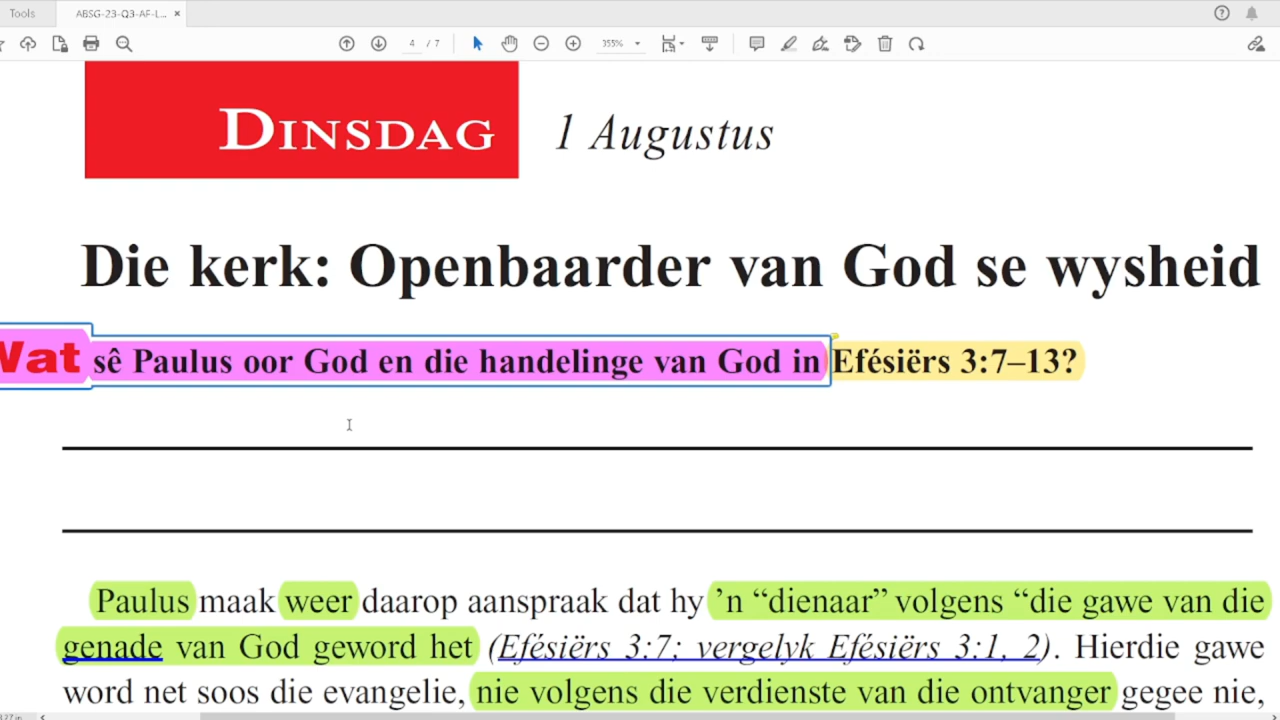 Tools
ABSG-23-Q3-AF-L... ×
4 / 7
355%
DINSDAG
1 Augustus
Die kerk: Openbaarder van God se wysheid
Wat sê Paulus oor God en die handelinge van God in Efésiërs 3:7–13?
Paulus maak weer daarop aanspraak dat hy ’n “dienaar” volgens “die gawe van die
genade van God geword het (Efésiërs 3:7; vergelyk Efésiërs 3:1, 2). Hierdie gawe
word net soos die evangelie, nie volgens die verdienste van die ontvanger gegee nie,